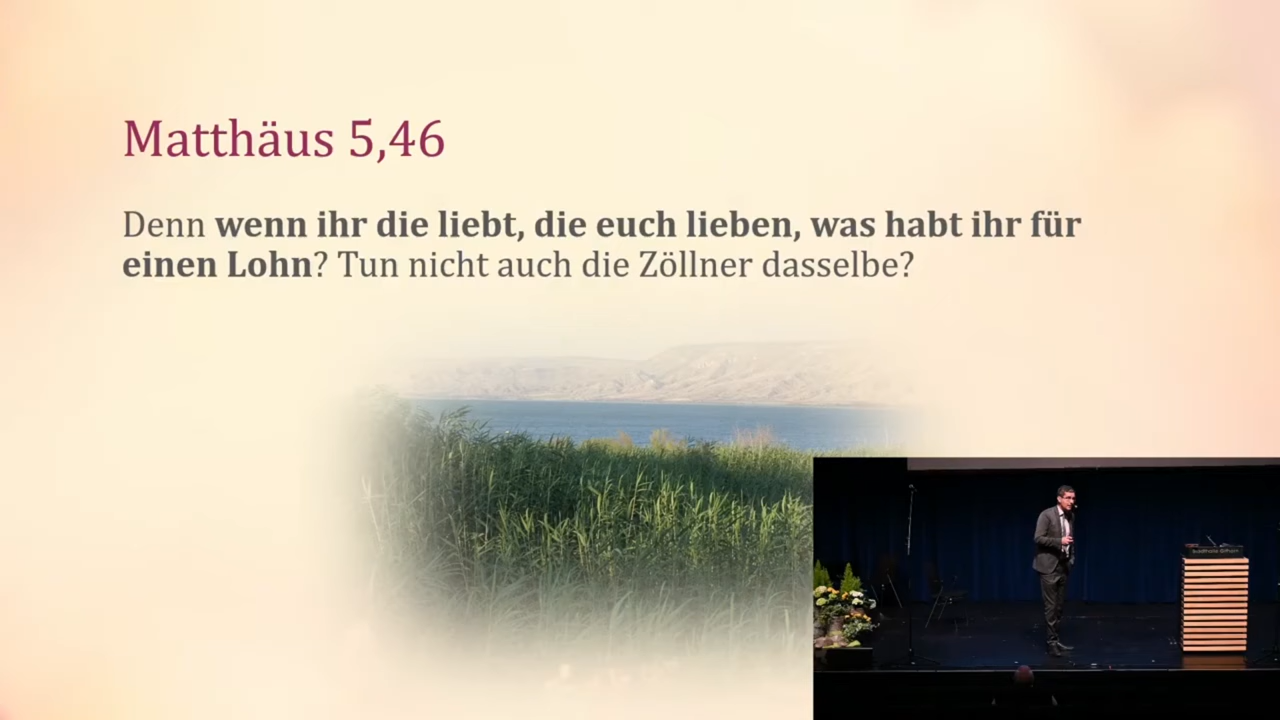 Matthäus 5,46
Denn wenn ihr die liebt, die euch lieben, was habt ihr für
einen Lohn? Tun nicht auch die Zöllner dasselbe?